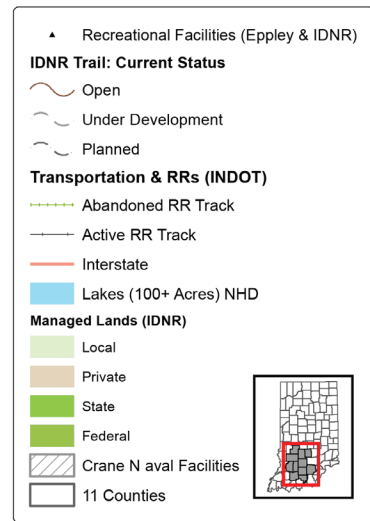 Recreational Facilities (Eppley & IDNR)
IDNR Trail: Current Status
Open
Under Development
Planned
Transportation & RRs (INDOT)
Abandoned RR Track
Active RR Track
Interstate
Lakes (100+ Acres) NHD
Managed Lands (IDNR)
Local
Private
State
Federal
Crane N aval Facilities
11 Counties